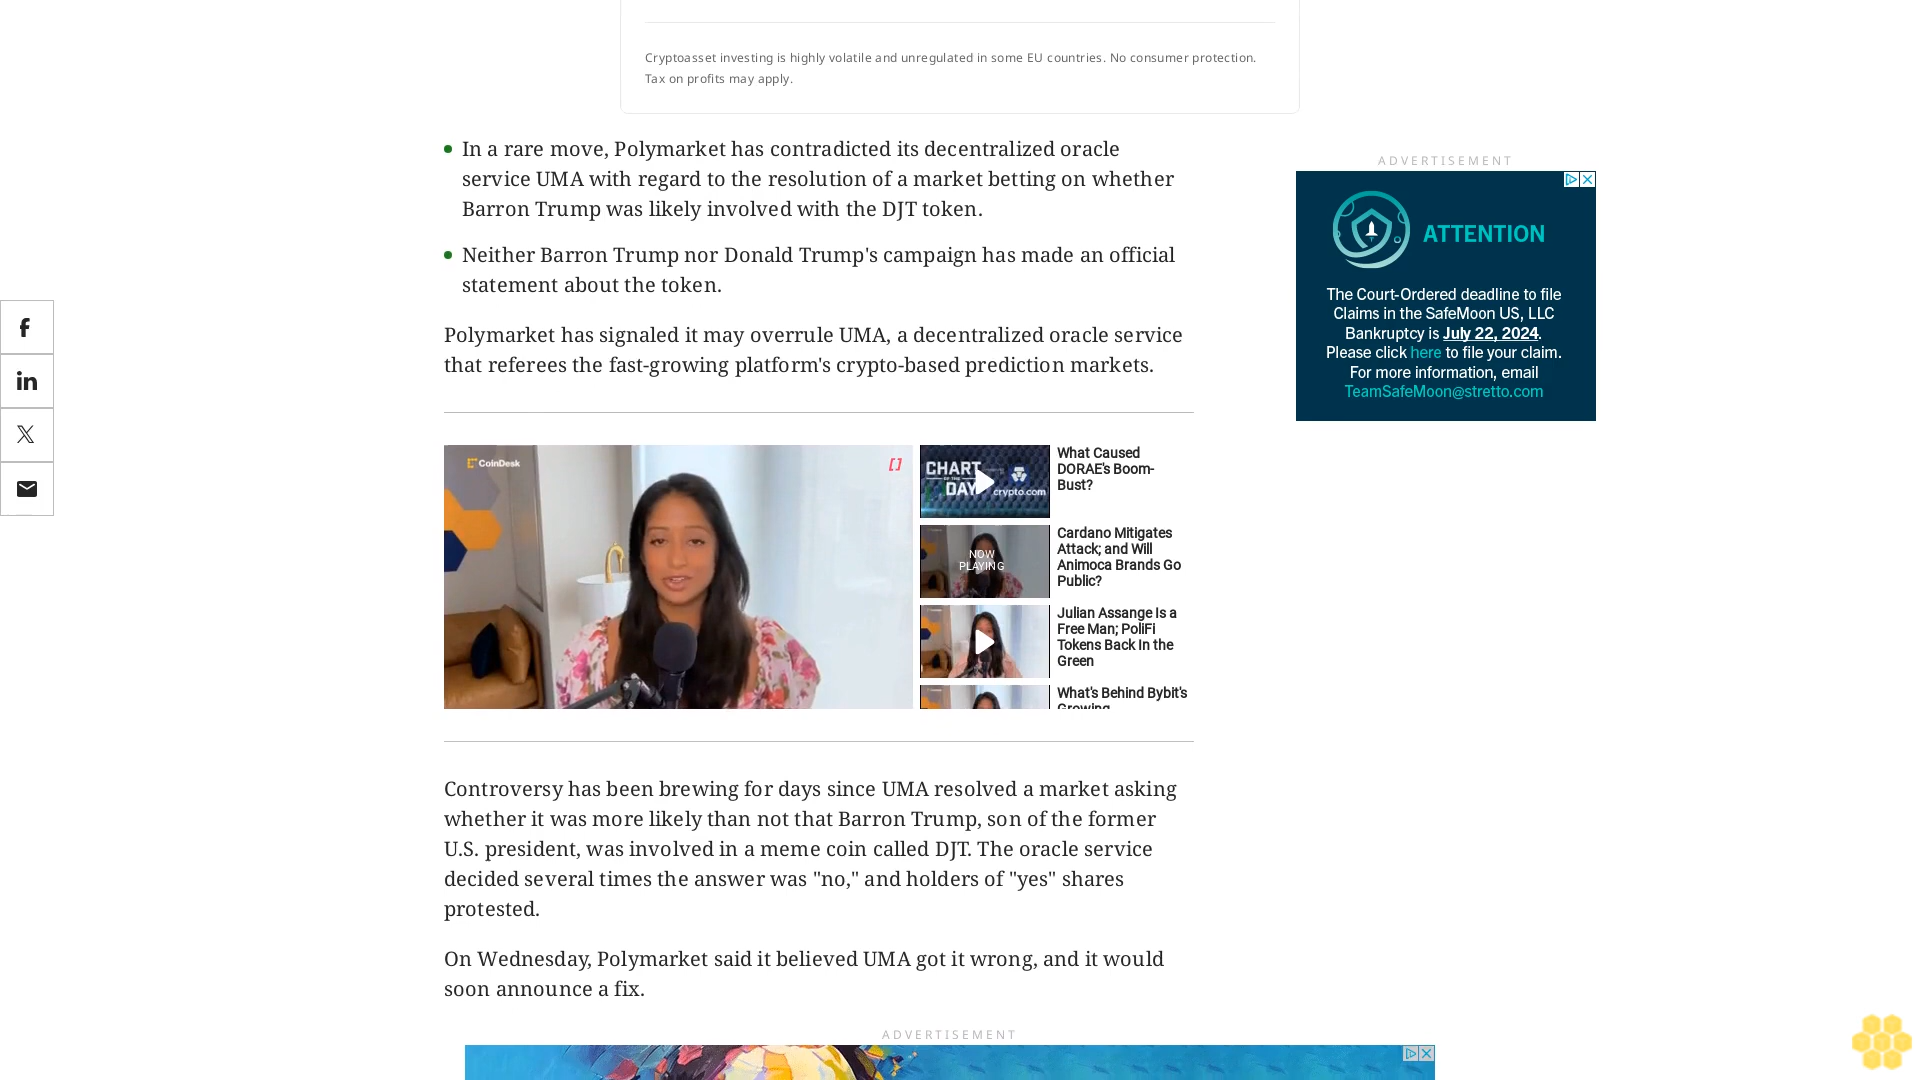 Cryptoasset investing is highly volatile and unregulated in some EU countries. No consumer protection.
Tax on profits may apply.
In a rare move, Polymarket has contradicted its decentralized oracle
service UMA with regard to the resolution of a market betting on whether
Barron Trump was likely involved with the DJT token.
Neither Barron Trump nor Donald Trump's campaign has made an official
statement about the token.
Polymarket has signaled it may overrule UMA, a decentralized oracle service
that referees the fast-growing platform's crypto-based prediction markets.
CoinDesk
CHART
OF THE
DAY
crypto.com
What Caused
DORAE's Boom-
Bust?
NOW
PLAYING
Cardano Mitigates
Attack; and Will
Animoca Brands Go
Public?
Julian Assange Is a
Free Man; PoliFi
Tokens Back In the
Green
What's Behind Bybit's
Growing
Controversy has been brewing for days since UMA resolved a market asking
whether it was more likely than not that Barron Trump, son of the former
U.S. president, was involved in a meme coin called DJT. The oracle service
decided several times the answer was "no," and holders of "yes" shares
protested.
On Wednesday, Polymarket said it believed UMA got it wrong, and it would
soon announce a fix.
ADVERTISEMENT
ADVERTISEMENT
ATTENTION
The Court-Ordered deadline to file
Claims in the SafeMoon US, LLC
Bankruptcy is July 22, 2024.
Please click here to file your claim.
For more information, email
TeamSafeMoon@stretto.com